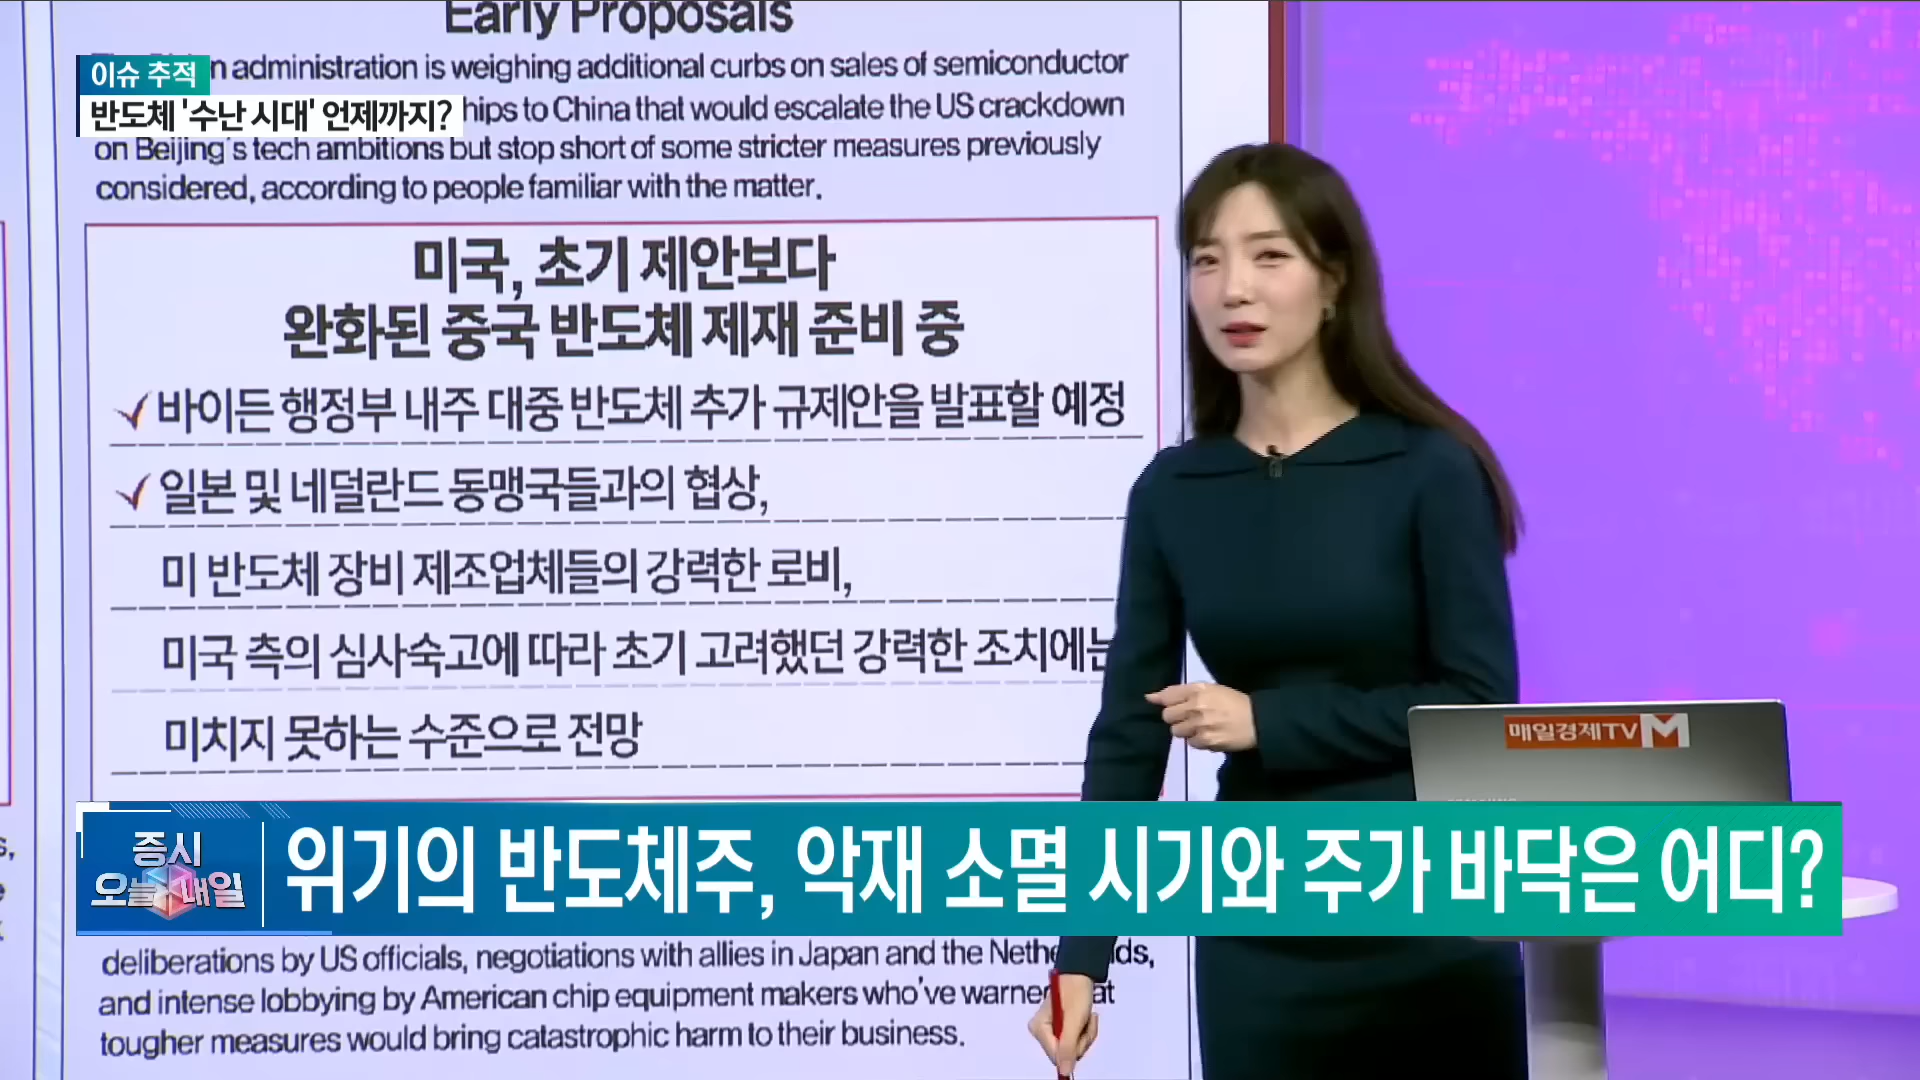 Early Proposals
n administration is weighing additional curbs on sales of semiconductor
hips to China that would escalate the US crackdown
on Beijing's tech ambitions but stop short of some stricter measures previously
considered, according to people familiar with the matter.
이슈 추적
반도체 '수난 시대' 언제까지?
미국, 초기 제안보다
완화된 중국 반도체 제재 준비 중
✓ 바이든 행정부 내주 대중 반도체 추가 규제안을 발표할 예정
✓ 일본 및 네덜란드 동맹국들과의 협상,
미 반도체 장비 제조업체들의 강력한 로비,
미국 측의 심사숙고에 따라 초기 고려했던 강력한 조치에는
미치지 못하는 수준으로 전망
매일경제TV M
증시
오늘 매일
위기의 반도체주, 악재 소멸 시기와 주가 바닥은 어디?
deliberations by US officials, negotiations with allies in Japan and the Nethe ds,
and intense lobbying by American chip equipment makers who've warne at
tougher measures would bring catastrophic harm to their business.